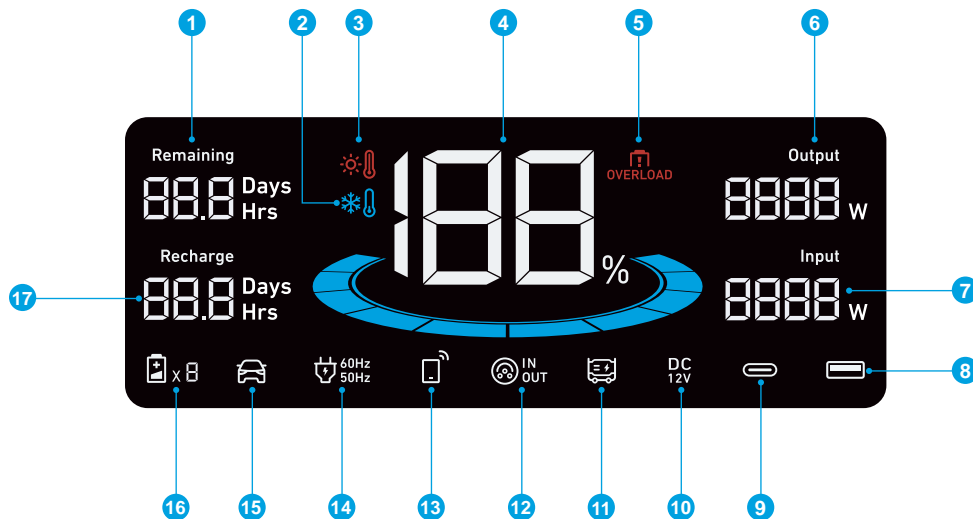 1 2 3 4 5 6
Remaining
88.8 Days
Hrs
188 %
OVERLOAD
Output
8888 W
Recharge
17 88.8 Days
Hrs
Input
8888 W 7
x 8
60Hz
50Hz
IN
OUT
DC
12V
8
16 15 14 13 12 11 10 9